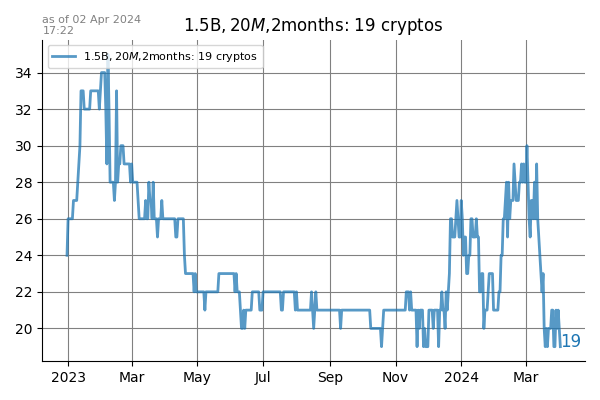 as of 02 Apr 2024
17:22
1.5B, 20M,2months: 19 cryptos
1.5B, 20M,2months: 19 cryptos
34
32
30
28
26
24
22
20
19
2023 Mar May Jul Sep Nov 2024 Mar